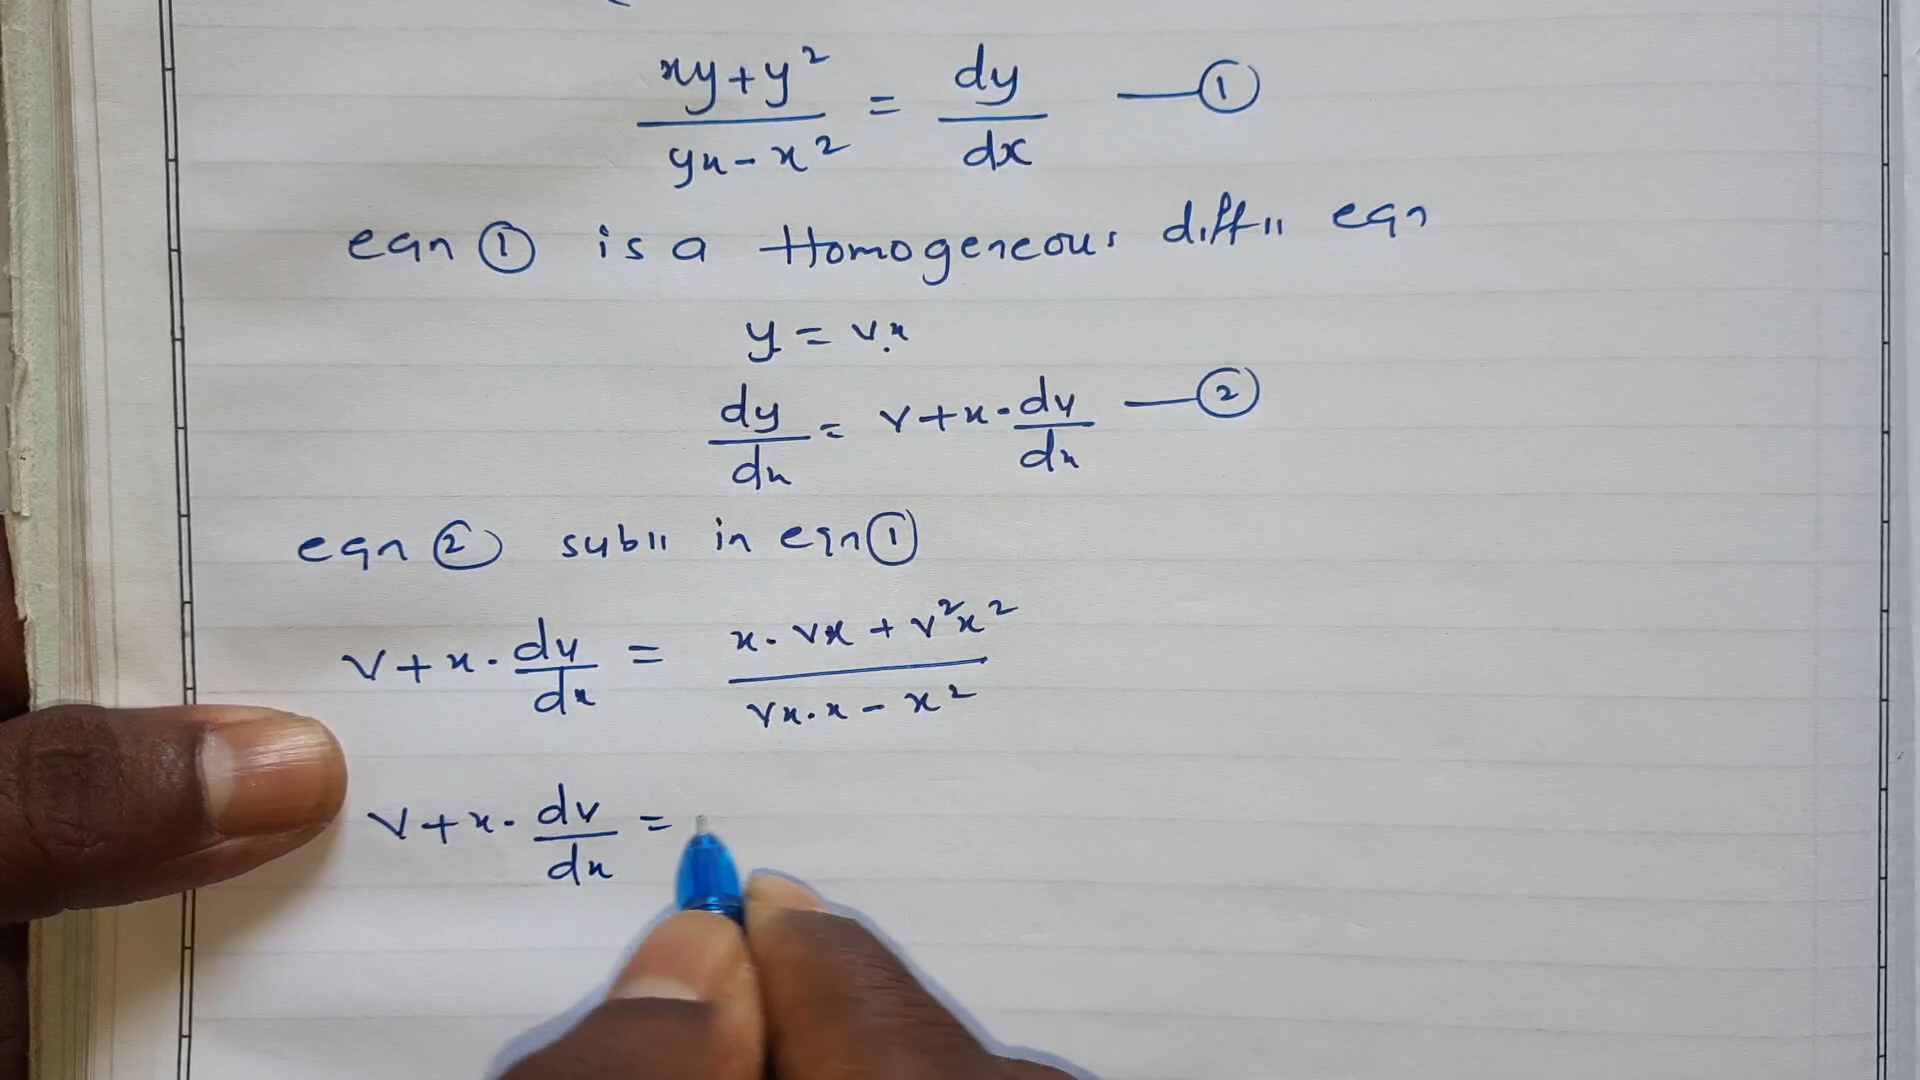 xy+y² / yx-x² = dy / dx —①
eqn ① is a Homogeneous diff॥ eqn
y = v.x
dy/dx = v+x.dv/dx —②
eqn ② sub॥ in eqn ①
v+x.dv/dx = x.vx+v²x² / vx.x-x²
v+x.dv/dx =